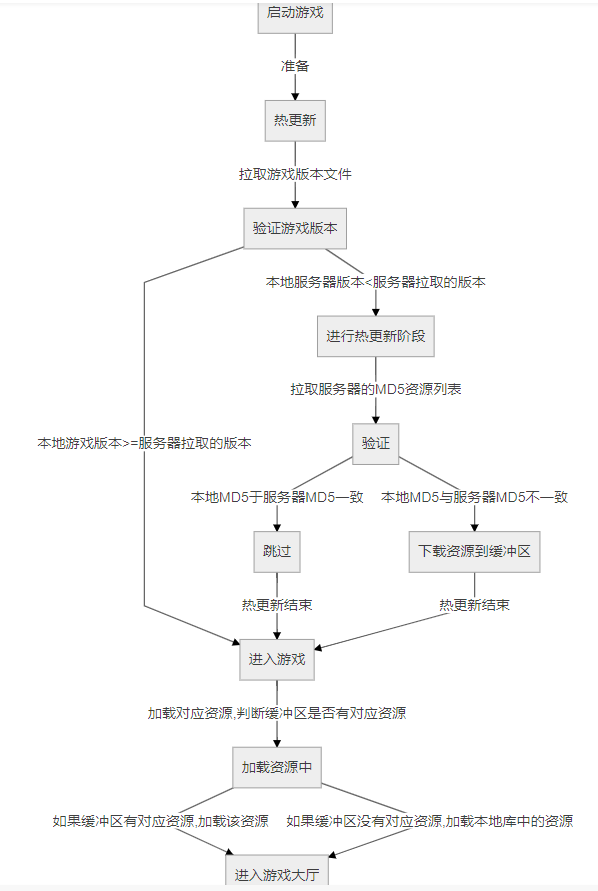 启动游戏
准备
热更新
拉取游戏版本文件
验证游戏版本
本地服务器版本<服务器拉取的版本
进行热更新阶段
拉取服务器的MD5资源列表
本地游戏版本>=服务器拉取的版本
验证
本地MD5于服务器MD5一致
本地MD5与服务器MD5不一致
跳过
下载资源到缓冲区
热更新结束
热更新结束
进入游戏
加载对应资源,判断缓冲区是否有对应资源
加载资源中
如果缓冲区有对应资源,加载该资源
如果缓冲区没有对应资源,加载本地库中的资源
进入游戏大厅